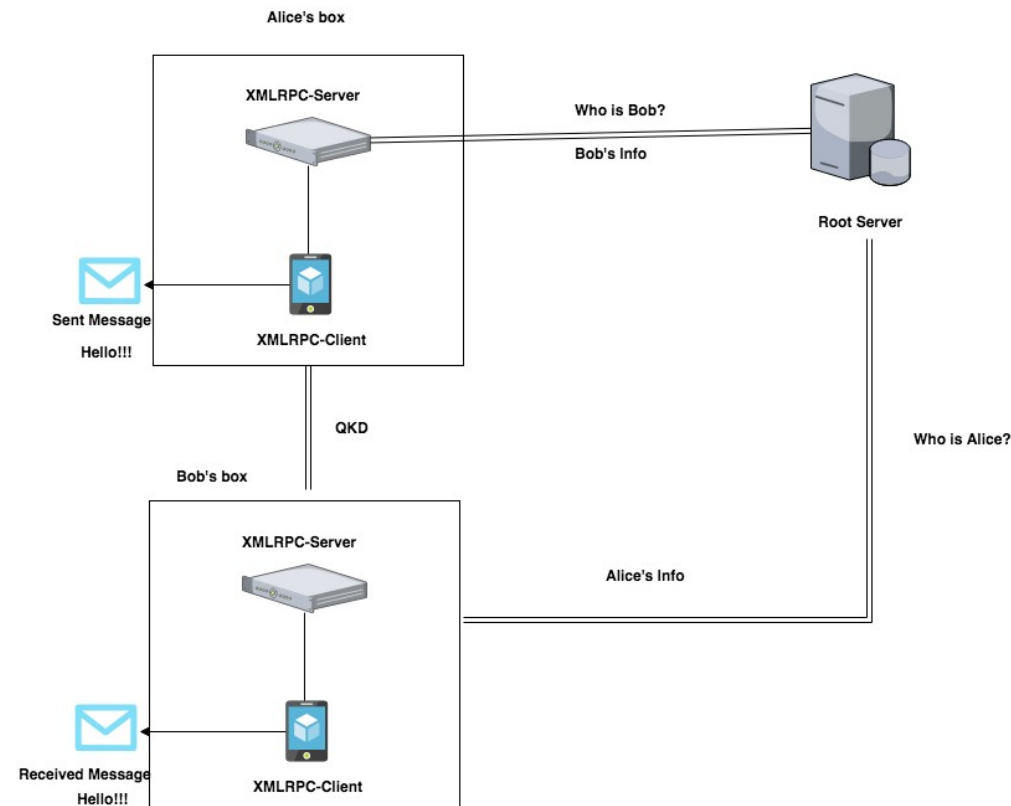 Alice's box
XMLRPC-Server
Who is Bob?
Bob's Info
Root Server
Sent Message
Hello!!!
XMLRPC-Client
QKD
Who is Alice?
Bob's box
XMLRPC-Server
Alice's Info
Received Message
Hello!!!
XMLRPC-Client